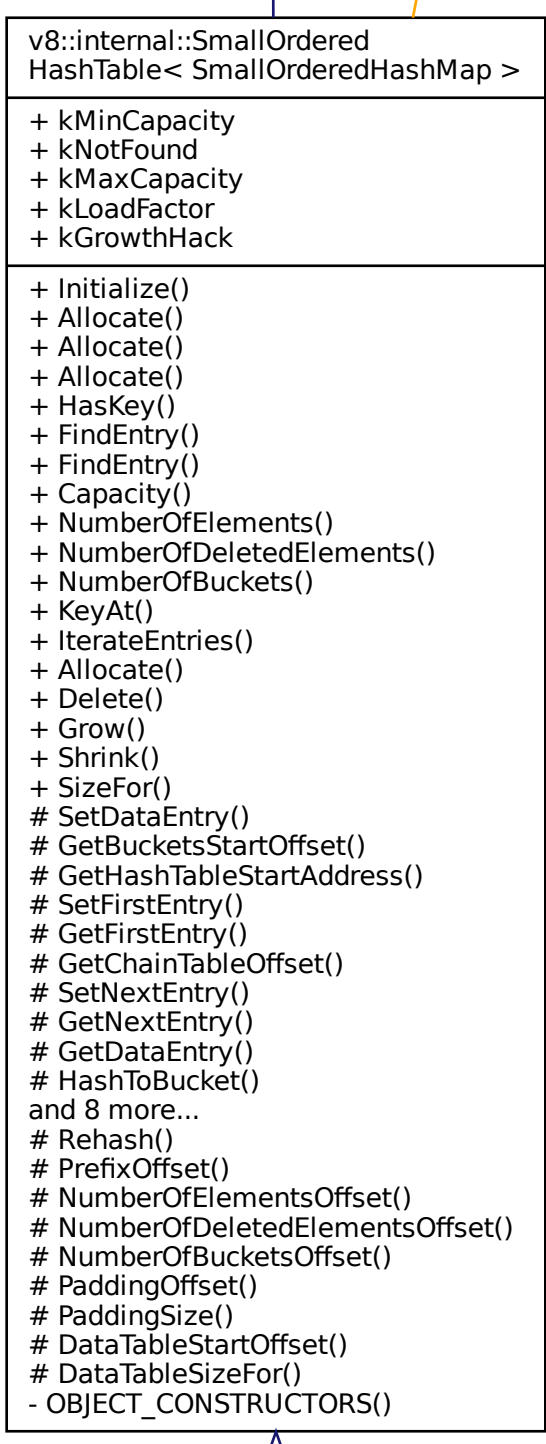 v8::internal::SmallOrdered
HashTable< SmallOrderedHashMap >
+ kMinCapacity
+ kNotFound
+ kMaxCapacity
+ kLoadFactor
+ kGrowthHack
+ Initialize()
+ Allocate()
+ Allocate()
+ Allocate()
+ HasKey()
+ FindEntry()
+ FindEntry()
+ Capacity()
+ NumberOfElements()
+ NumberOfDeletedElements()
+ NumberOfBuckets()
+ KeyAt()
+ IterateEntries()
+ Allocate()
+ Delete()
+ Grow()
+ Shrink()
+ SizeFor()
# SetDataEntry()
# GetBucketsStartOffset()
# GetHashTableStartAddress()
# SetFirstEntry()
# GetFirstEntry()
# GetChainTableOffset()
# SetNextEntry()
# GetNextEntry()
# GetDataEntry()
# HashToBucket()
and 8 more...
# Rehash()
# PrefixOffset()
# NumberOfElementsOffset()
# NumberOfDeletedElementsOffset()
# NumberOfBucketsOffset()
# PaddingOffset()
# PaddingSize()
# DataTableStartOffset()
# DataTableSizeFor()
- OBJECT_CONSTRUCTORS()